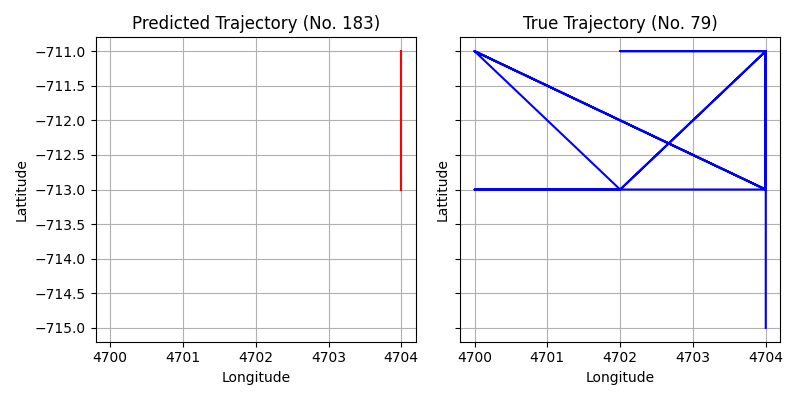 Predicted Trajectory (No. 183)
−711.0
−711.5
−712.0
−712.5
−713.0
−713.5
−714.0
−714.5
−715.0
Lattitude
4700 4701 4702 4703 4704
Longitude
True Trajectory (No. 79)
Lattitude
4700 4701 4702 4703 4704
Longitude